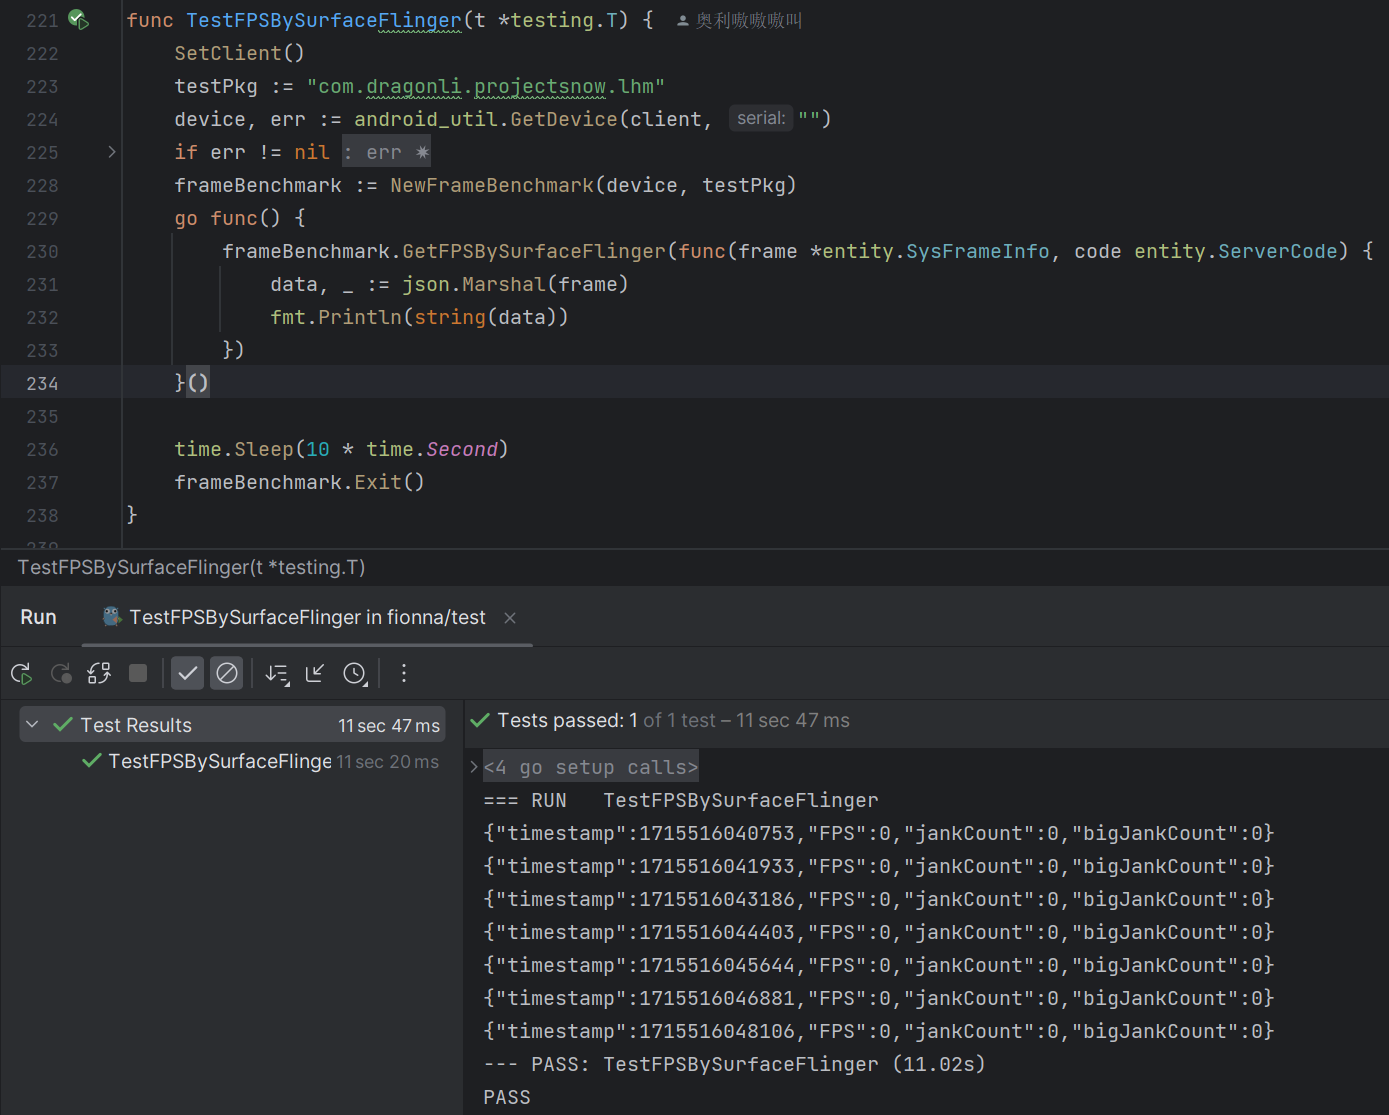 221 func TestFPSBySurfaceFlinger(t *testing.T) { 奥利嗷嗷嗷叫
222 SetClient()
223 testPkg := "com.dragonli.projectsnow.lhm"
224 device, err := android_util.GetDevice(client, serial: "")
225 if err != nil : err
228 frameBenchmark := NewFrameBenchmark(device, testPkg)
229 go func() {
230 frameBenchmark.GetFPSBySurfaceFlinger(func(frame *entity.SysFrameInfo, code entity.ServerCode) {
231 data, _ := json.Marshal(frame)
232 fmt.Println(string(data))
233 })
234 }()
235
236 time.Sleep(10 * time.Second)
237 frameBenchmark.Exit()
238 }
239
TestFPSBySurfaceFlinger(t *testing.T)
Run TestFPSBySurfaceFlinger in fionna/test
Test Results 11 sec 47 ms
TestFPSBySurfaceFlinge 11 sec 20 ms
Tests passed: 1 of 1 test – 11 sec 47 ms
<4 go setup calls>
=== RUN TestFPSBySurfaceFlinger
{"timestamp":1715516040753,"FPS":0,"jankCount":0,"bigJankCount":0}
{"timestamp":1715516041933,"FPS":0,"jankCount":0,"bigJankCount":0}
{"timestamp":1715516043186,"FPS":0,"jankCount":0,"bigJankCount":0}
{"timestamp":1715516044403,"FPS":0,"jankCount":0,"bigJankCount":0}
{"timestamp":1715516045644,"FPS":0,"jankCount":0,"bigJankCount":0}
{"timestamp":1715516046881,"FPS":0,"jankCount":0,"bigJankCount":0}
{"timestamp":1715516048106,"FPS":0,"jankCount":0,"bigJankCount":0}
--- PASS: TestFPSBySurfaceFlinger (11.02s)
PASS